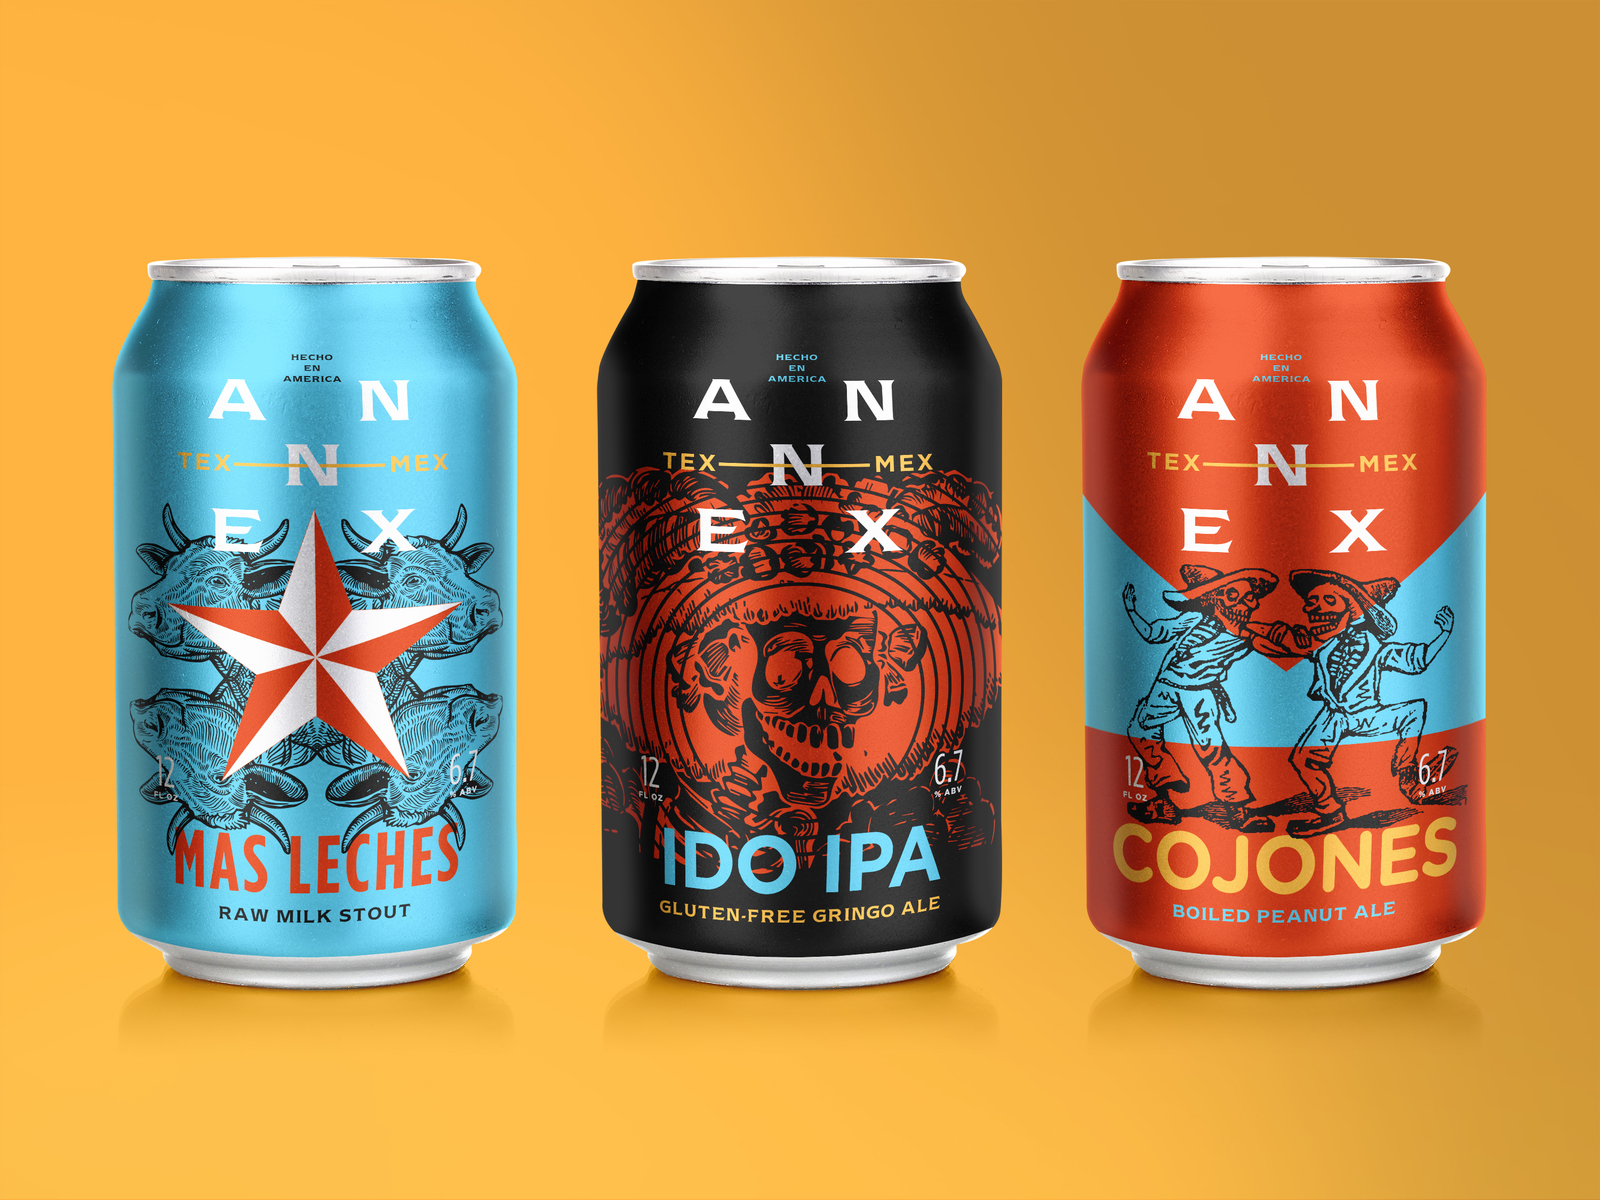 HECHO
EN
AMERICA
A N
TEX N MEX
E X
12
FL OZ
6.7
% ABV
MAS LECHES
RAW MILK STOUT
HECHO
EN
AMERICA
A N
TEX N MEX
E X
12
FL OZ
6.7
% ABV
IDO IPA
GLUTEN-FREE GRINGO ALE
HECHO
EN
AMERICA
A N
TEX N MEX
E X
12
FL OZ
6.7
% ABV
COJONES
BOILED PEANUT ALE